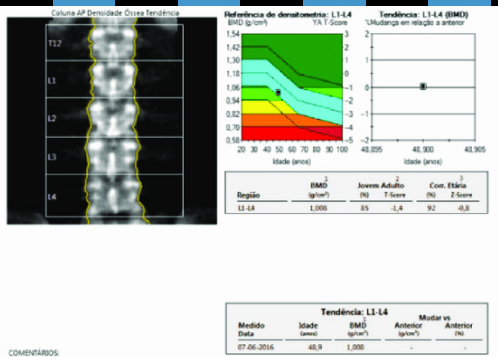 Coluna AP Densidade Óssea Tendência
T12
L1
L2
L3
L4
Referência de densitometria: L1-L4
BMD (g/cm²) YA T-Score
1,54 3
1,42 2
1,30 1
1,18 0
1,06 -1
0,94 -2
0,82 -3
0,70 -4
0,58 -5
20 30 40 50 60 70 80 90 100
Idade (anos)
Tendência: L1-L4 (BMD)
%Mudança em relação a anterior
2
1
0
-1
-2
48,895 48,900 48,905
Idade (anos)
1 2 3
BMD Jovem Adulto Corr. Etária
Região (g/cm²) (%) T-Score (%) Z-Score
L1-L4 1,008 85 -1,4 92 -0,8
Tendência: L1-L4
Mudar vs
Medido Idade BMD Anterior Anterior
Data (anos) (g/cm²) (g/cm²) (%)
07-06-2016 48,9 1,008 - -
COMENTÁRIOS: